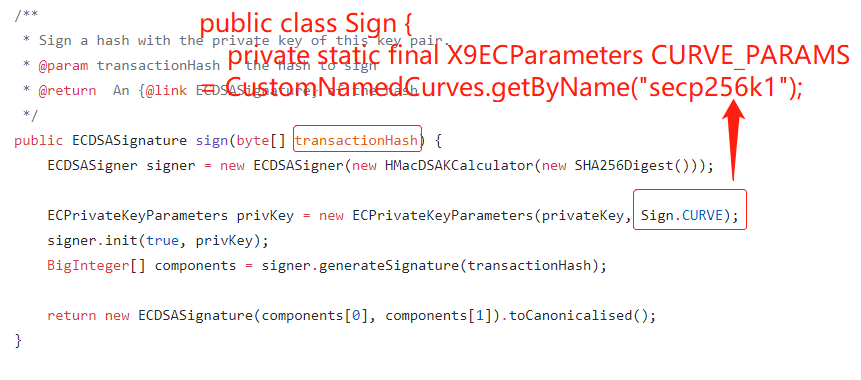 /**
public class Sign {
* Sign a hash with the private key of this key pair.
private static final X9ECParameters CURVE_PARAMS
* @param transactionHash the hash to sign
= CustomNamedCurves.getByName("secp256k1");
* @return An {@link ECDSASignature} of the hash
*/
public ECDSASignature sign(byte[] transactionHash) {
ECDSASigner signer = new ECDSASigner(new HMacDSAKCalculator(new SHA256Digest()));
ECPrivateKeyParameters privKey = new ECPrivateKeyParameters(privateKey, Sign.CURVE);
signer.init(true, privKey);
BigInteger[] components = signer.generateSignature(transactionHash);
return new ECDSASignature(components[0], components[1]).toCanonicalised();
}